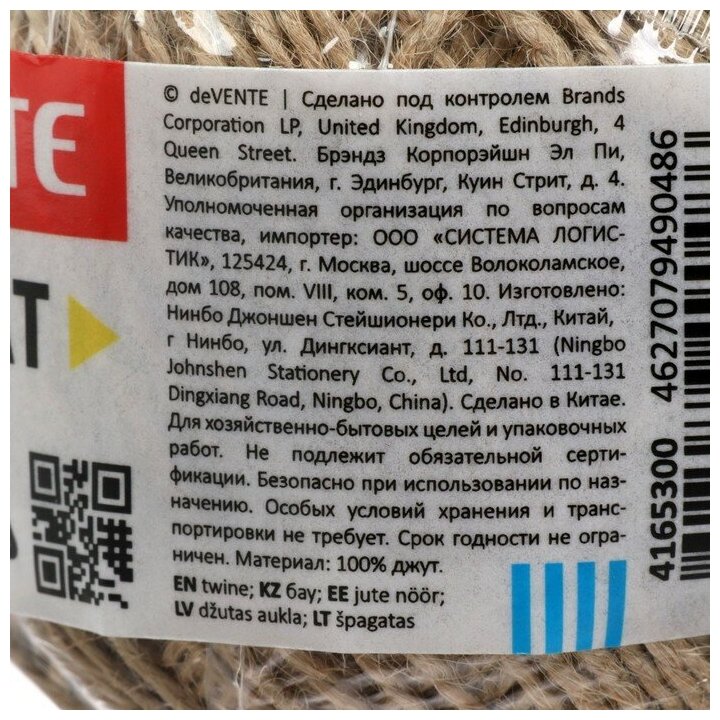 © deVENTE | Сделано под контролем Brands
Corporation LP, United Kingdom, Edinburgh, 4
Queen Street. Брэндз Корпорэйшн Эл Пи,
Великобритания, г. Эдинбург, Куин Стрит, д. 4.
Уполномоченная организация по вопросам
качества, импортер: ООО «СИСТЕМА ЛОГИС-
ТИК», 125424, г. Москва, шоссе Волоколамское,
дом 108, пом. VIII, ком. 5, оф. 10. Изготовлено:
Нинбо Джоншен Стейшионери Ко., Лтд., Китай,
г Нинбо, ул. Дингксиант, д. 111-131 (Ningbo
Johnshen Stationery Co., Ltd, No. 111-131
Dingxiang Road, Ningbo, China). Сделано в Китае.
Для хозяйственно-бытовых целей и упаковочных
работ. Не подлежит обязательной серти-
фикации. Безопасно при использовании по наз-
начению. Особых условий хранения и транс-
портировки не требует. Срок годности не огра-
ничен. Материал: 100% джут.
EN twine; KZ бау; EE jute nöör;
LV džutas aukla; LT špagatas
TE
АТ
4165300 4627079490486